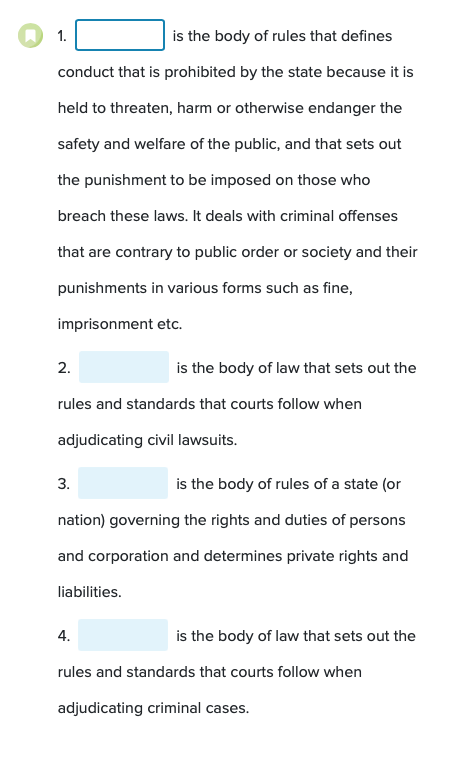 1. is the body of rules that defines
conduct that is prohibited by the state because it is
held to threaten, harm or otherwise endanger the
safety and welfare of the public, and that sets out
the punishment to be imposed on those who
breach these laws. It deals with criminal offenses
that are contrary to public order or society and their
punishments in various forms such as fine,
imprisonment etc.
2. is the body of law that sets out the
rules and standards that courts follow when
adjudicating civil lawsuits.
3. is the body of rules of a state (or
nation) governing the rights and duties of persons
and corporation and determines private rights and
liabilities.
4. is the body of law that sets out the
rules and standards that courts follow when
adjudicating criminal cases.